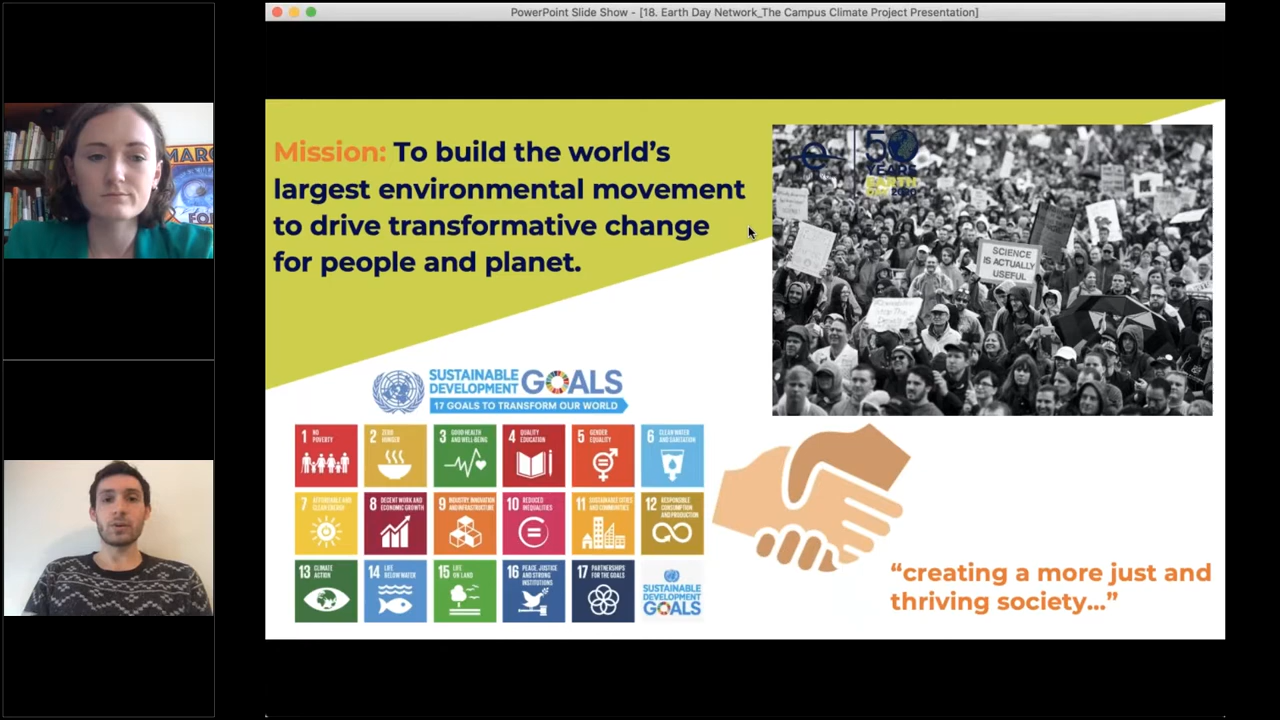 PowerPoint Slide Show - [18. Earth Day Network_The Campus Climate Project Presentation]
Mission: To build the world's
largest environmental movement
to drive transformative change
for people and planet.
50
EARTH
SCIENCE
IS ACTUALLY
USEFUL
SUSTAINABLE
DEVELOPMENT GOALS
17 GOALS TO TRANSFORM OUR WORLD
1 NO
POVERTY
2 ZERO
HUNGER
3 GOOD HEALTH
AND WELL-BEING
4 QUALITY
EDUCATION
5 GENDER
EQUALITY
6 CLEAN WATER
AND SANITATION
7 AFFORDABLE AND
CLEAN ENERGY
8 DECENT WORK AND
ECONOMIC GROWTH
9 INDUSTRY, INNOVATION
AND INFRASTRUCTURE
10 REDUCED
INEQUALITIES
11 SUSTAINABLE CITIES
AND COMMUNITIES
12 RESPONSIBLE
CONSUMPTION
AND PRODUCTION
13 CLIMATE
ACTION
14 LIFE
BELOW WATER
15 LIFE
ON LAND
16 PEACE, JUSTICE
AND STRONG
INSTITUTIONS
17 PARTNERSHIPS
FOR THE GOALS
SUSTAINABLE
DEVELOPMENT
GOALS
"creating a more just and
thriving society..."